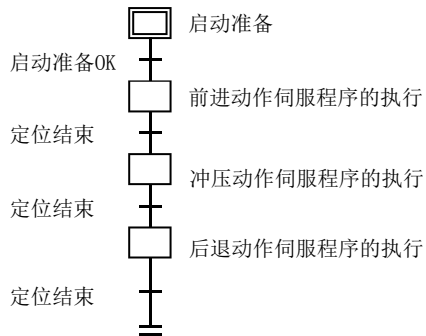 启动准备
启动准备OK
前进动作伺服程序的执行
定位结束
冲压动作伺服程序的执行
定位结束
后退动作伺服程序的执行
定位结束